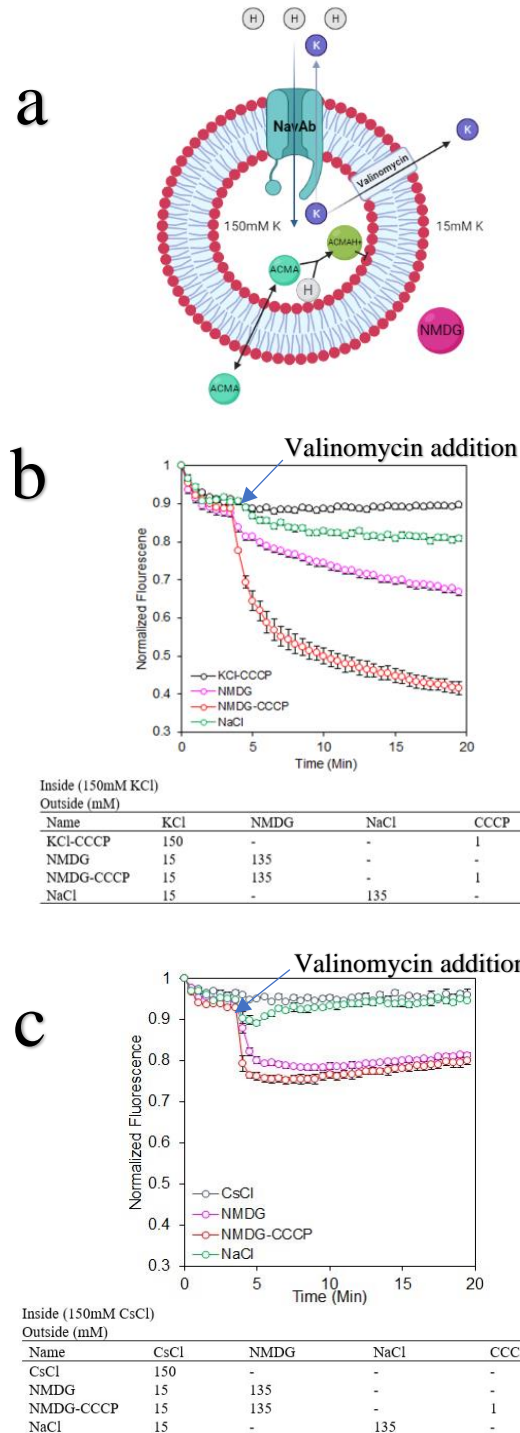 a
H H H
K
NavAb
K
Valinomycin
150mM K
K
15mM K
ACMAH+
ACMA
H
NMDG
ACMA
b
Valinomycin addition
Normalized Flourescene
1
0.9
0.8
0.7
0.6
0.5
0.4
0.3
KCl-CCCP
NMDG
NMDG-CCCP
NaCl
0 5 10 15 20
Time (Min)
Inside (150mM KCl)
Outside (mM)
Name KCl NMDG NaCl CCCP
KCl-CCCP 150 - - 1
NMDG 15 135 - -
NMDG-CCCP 15 135 - 1
NaCl 15 - 135 -
c
Valinomycin addition
Normalized Fluorescence
1
0.9
0.8
0.7
0.6
0.5
0.4
0.3
CsCl
NMDG
NMDG-CCCP
NaCl
0 5 10 15 20
Time (Min)
Inside (150mM CsCl)
Outside (mM)
Name CsCl NMDG NaCl CCC
CsCl 150 - - -
NMDG 15 135 - -
NMDG-CCCP 15 135 - 1
NaCl 15 - 135 -